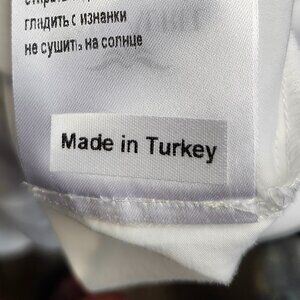 гладить с изнанки
не сушить на солнце
Made in Turkey